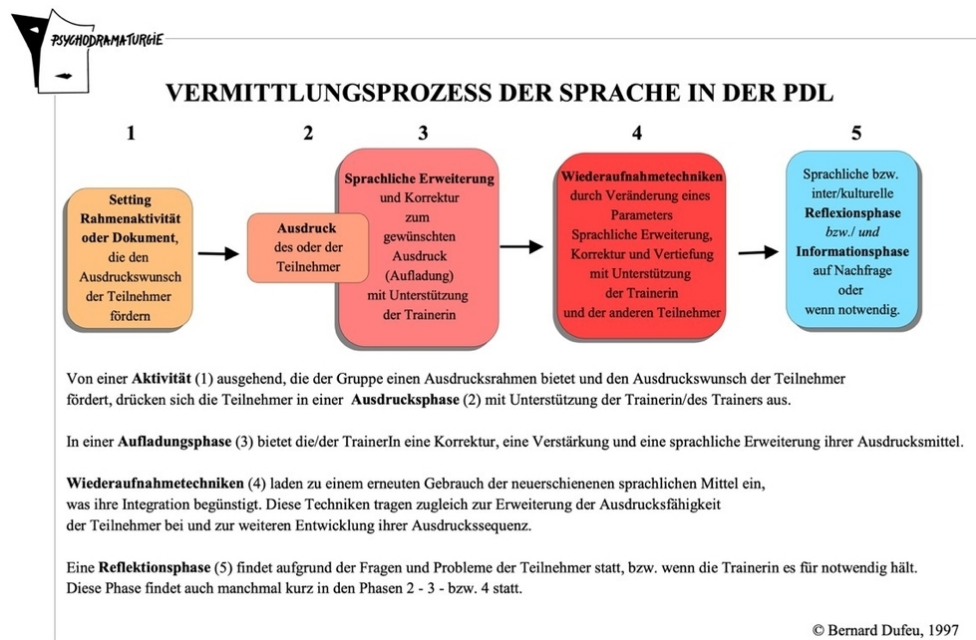 PSYCHODRAMATURGIE
VERMITTLUNGSPROZESS DER SPRACHE IN DER PDL
1
2
3
4
5
Setting
Rahmenaktivität
oder Dokument,
die den
Ausdruckswunsch
der Teilnehmer
fördern
Ausdruck
des oder der
Teilnehmer
Sprachliche Erweiterung
und Korrektur
zum
gewünschten
Ausdruck
(Aufladung)
mit Unterstützung
der Trainerin
Wiederaufnahmetechniken
durch Veränderung eines
Parameters
Sprachliche Erweiterung,
Korrektur und Vertiefung
mit Unterstützung
der Trainerin
und der anderen Teilnehmer
Sprachliche bzw.
inter/kulturelle
Reflexionsphase
bzw./ und
Informationsphase
auf Nachfrage
oder
wenn notwendig.
Von einer Aktivität (1) ausgehend, die der Gruppe einen Ausdrucksrahmen bietet und den Ausdruckswunsch der Teilnehmer
fördert, drücken sich die Teilnehmer in einer Ausdrucksphase (2) mit Unterstützung der Trainerin/des Trainers aus.
In einer Aufladungsphase (3) bietet die/der TrainerIn eine Korrektur, eine Verstärkung und eine sprachliche Erweiterung ihrer Ausdrucksmittel.
Wiederaufnahmetechniken (4) laden zu einem erneuten Gebrauch der neuerschienenen sprachlichen Mittel ein,
was ihre Integration begünstigt. Diese Techniken tragen zugleich zur Erweiterung der Ausdrucksfähigkeit
der Teilnehmer bei und zur weiteren Entwicklung ihrer Ausdruckssequenz.
Eine Reflektionsphase (5) findet aufgrund der Fragen und Probleme der Teilnehmer statt, bzw. wenn die Trainerin es für notwendig hält.
Diese Phase findet auch manchmal kurz in den Phasen 2 - 3 - bzw. 4 statt.
© Bernard Dufeu, 1997